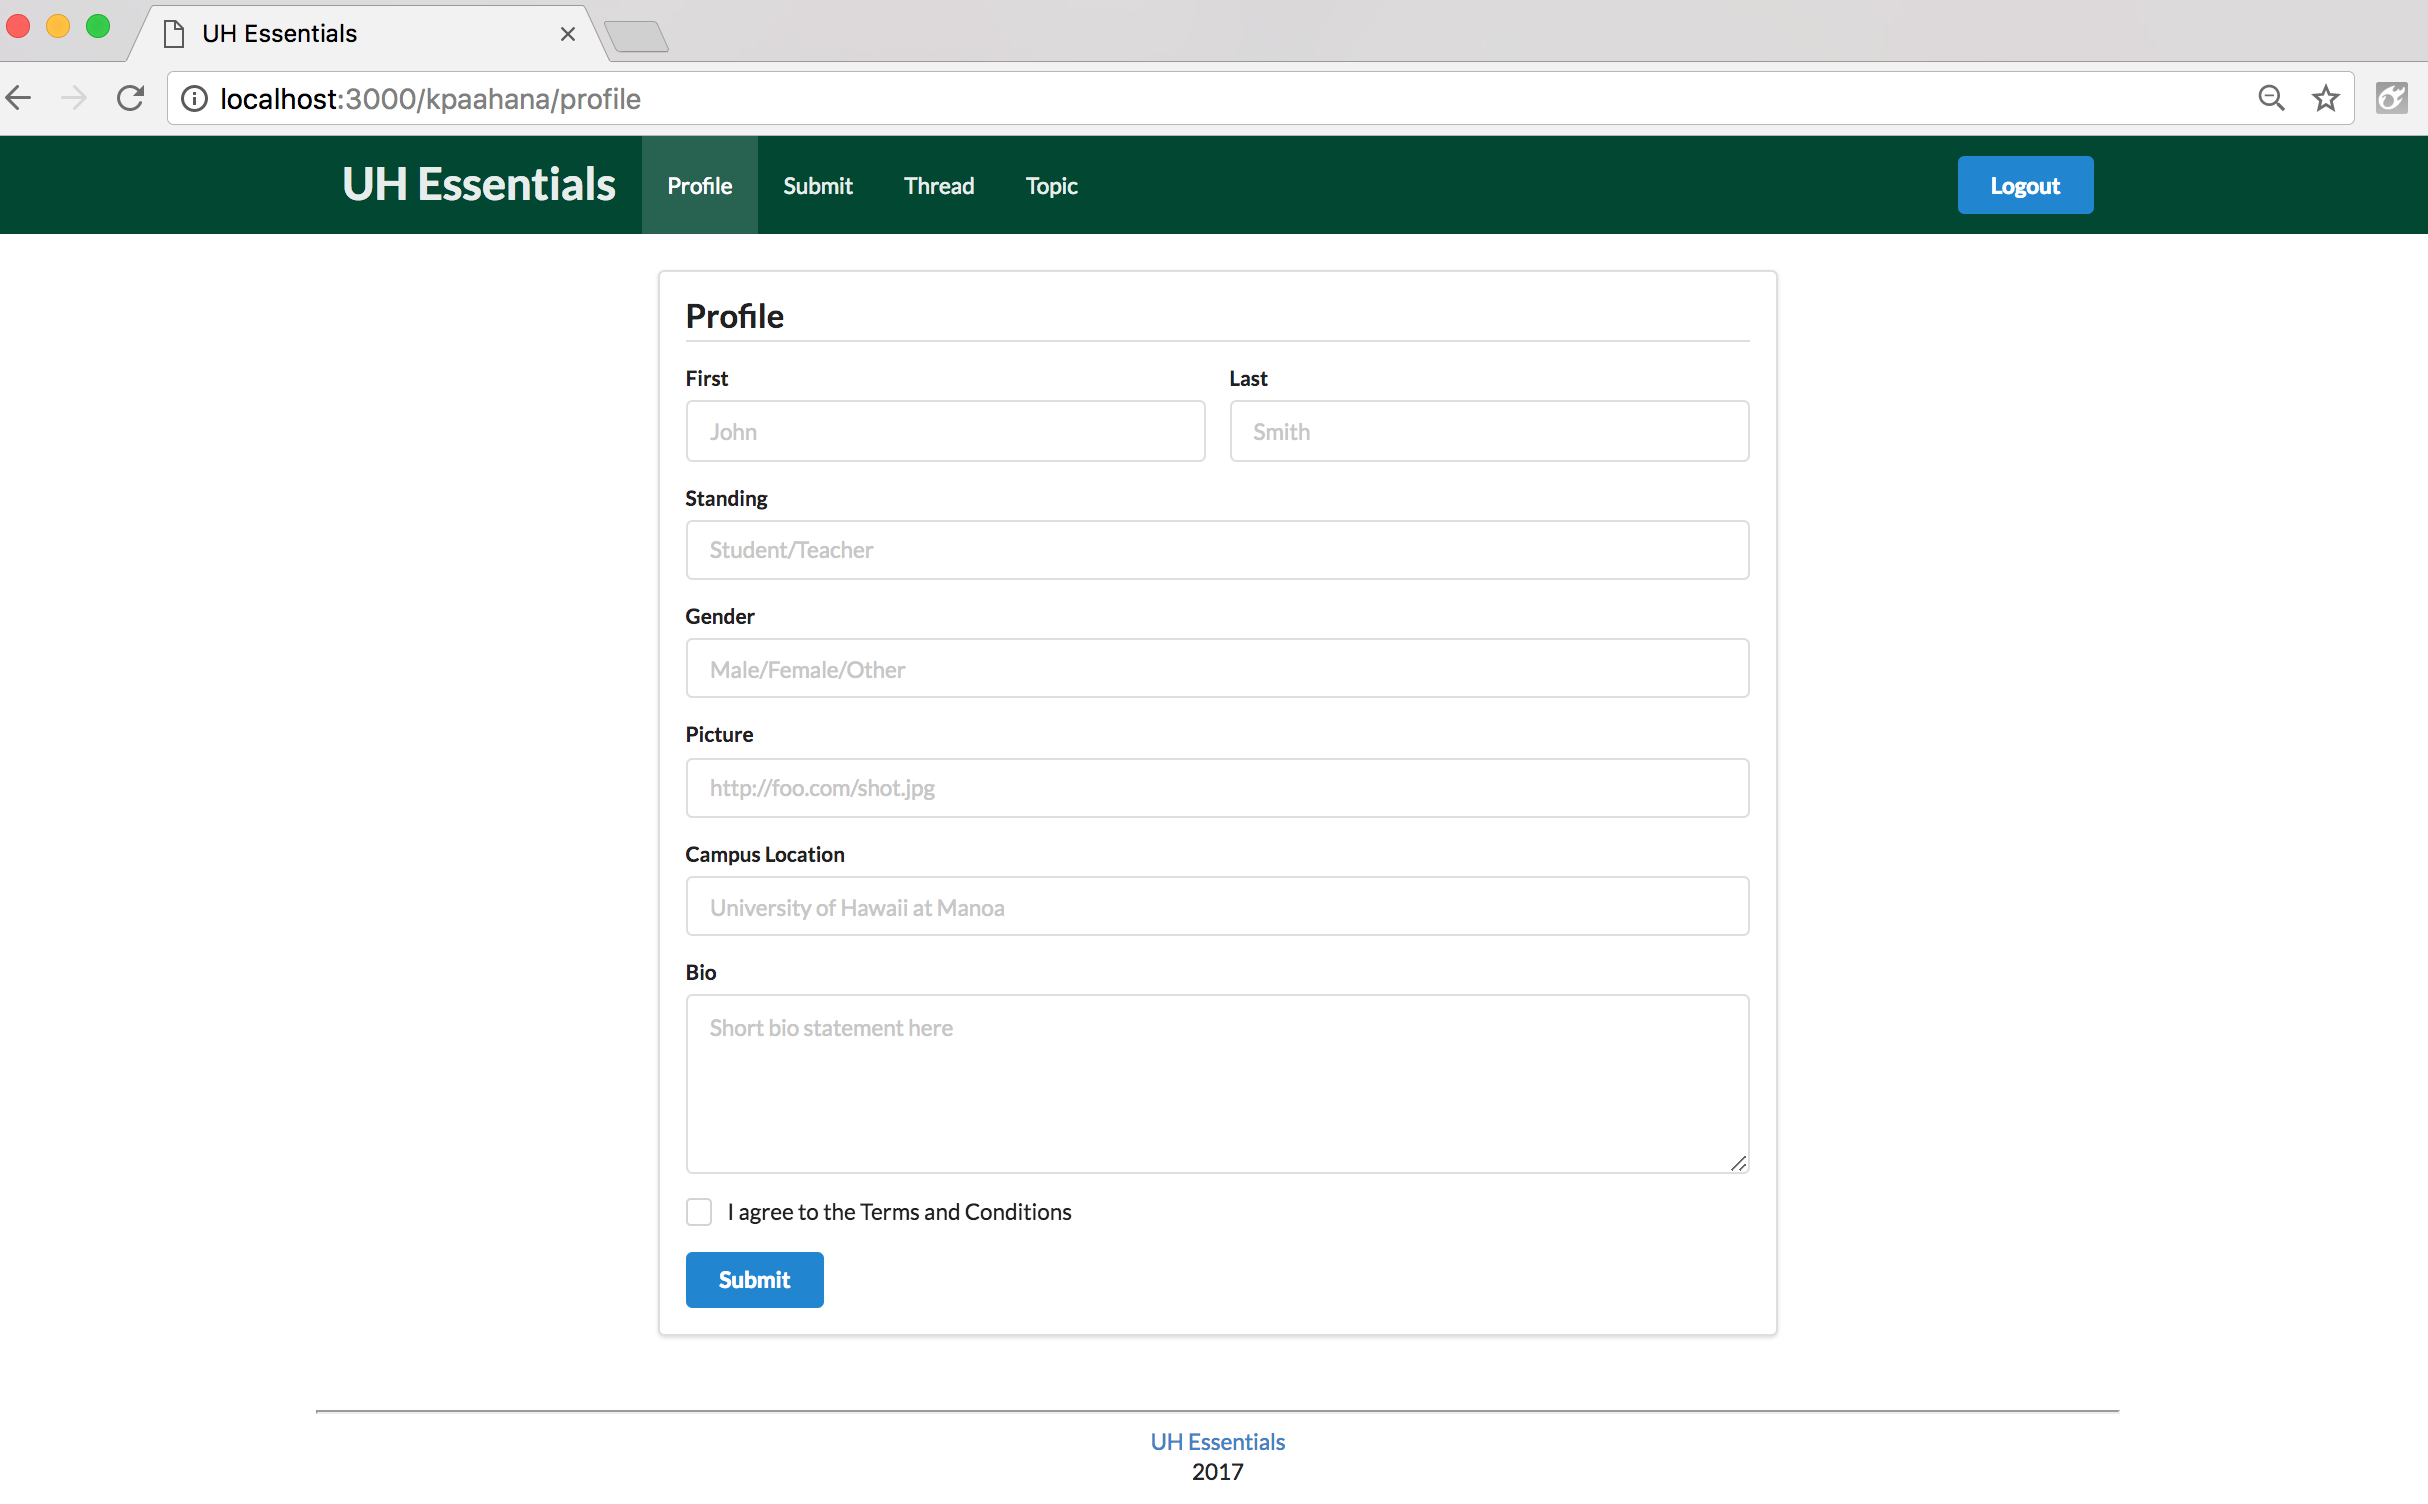 UH Essentials
localhost:3000/kpaahana/profile
UH Essentials Profile Submit Thread Topic Logout
Profile
First Last
John Smith
Standing
Student/Teacher
Gender
Male/Female/Other
Picture
http://foo.com/shot.jpg
Campus Location
University of Hawaii at Manoa
Bio
Short bio statement here
I agree to the Terms and Conditions
Submit
UH Essentials
2017